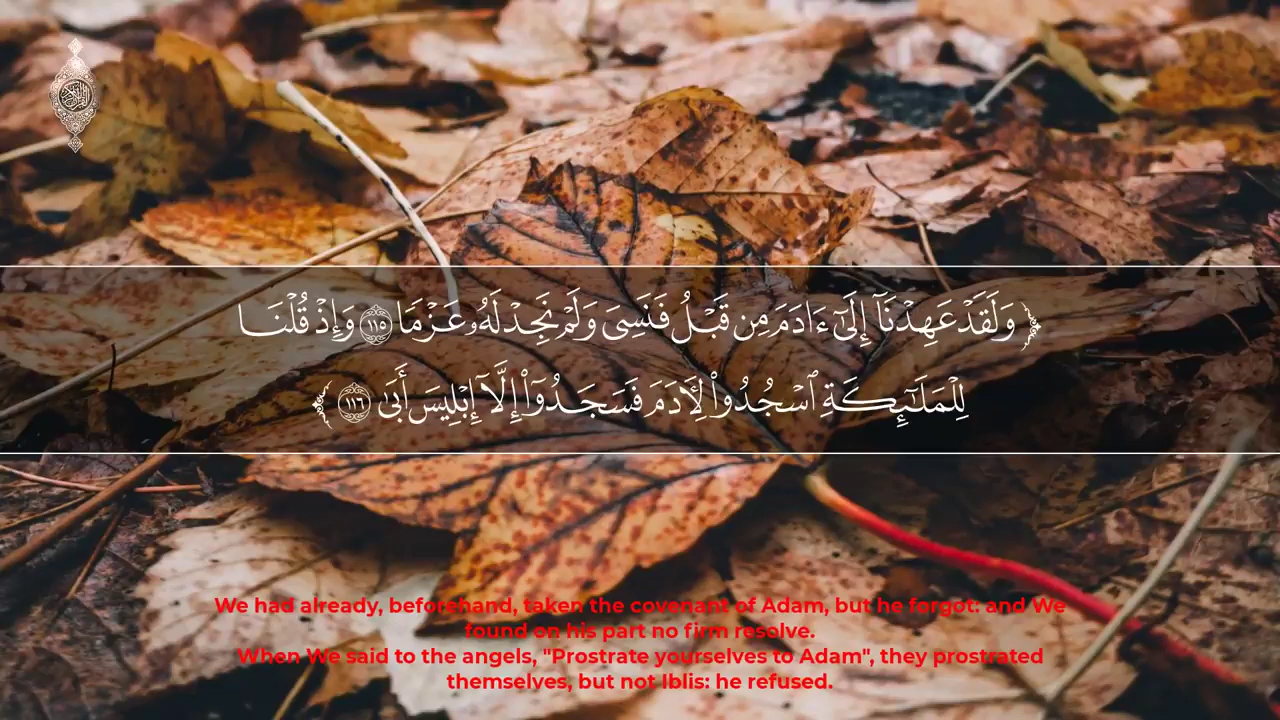 ﴿ وَلَقَدْ عَهِدْنَآ إِلَىٰٓ ءَادَمَ مِن قَبْلُ فَنَسِىَ وَلَمْ نَجِدْ لَهُۥ عَزْمًا ١١٥ وَإِذْ قُلْنَا
لِلْمَلَـٰٓئِكَةِ ٱسْجُدُوا۟ لِـَٔادَمَ فَسَجَدُوٓا۟ إِلَّآ إِبْلِيسَ أَبَىٰ ١١٦ ﴾
We had already, beforehand, taken the covenant of Adam, but he forgot: and We
found on his part no firm resolve.
When We said to the angels, "Prostrate yourselves to Adam", they prostrated
themselves, but not Iblis: he refused.